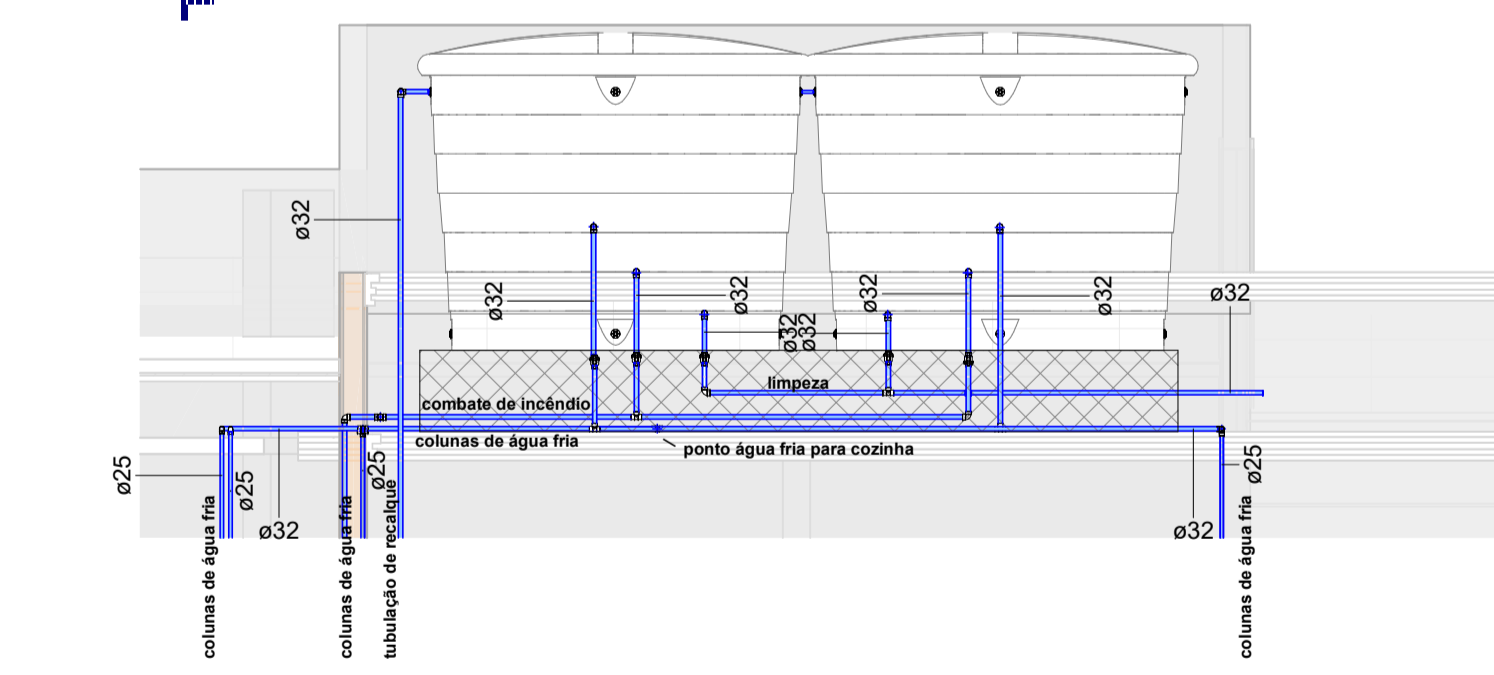 ø32
ø32
ø32
ø32
ø32
ø32
ø32
ø32
limpeza
combate de incêndio
colunas de água fria
ponto água fria para cozinha
ø25
ø25
ø25
ø25
ø32
ø32
colunas de água fria
colunas de água fria
tubulação de recalque
colunas de água fria